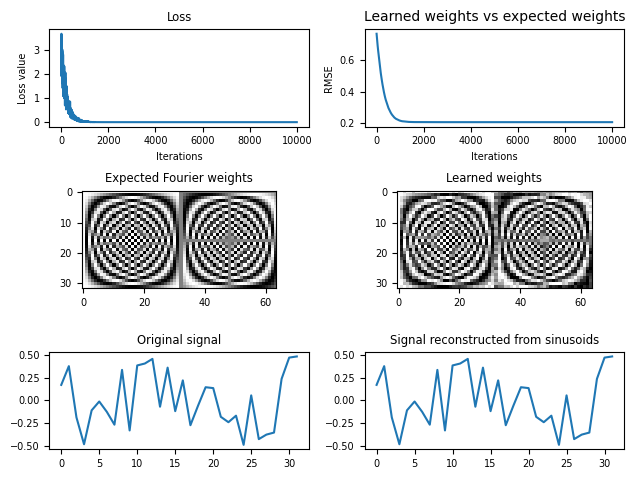 Loss
Learned weights vs expected weights
Loss value
3
2
1
0
0 2000 4000 6000 8000 10000
Iterations
RMSE
0.6
0.4
0.2
0 2000 4000 6000 8000 10000
Iterations
Expected Fourier weights
0
10
20
30
0 20 40 60
Learned weights
0
10
20
30
0 20 40 60
Original signal
0.50
0.25
0.00
−0.25
−0.50
0 5 10 15 20 25 30
Signal reconstructed from sinusoids
0.50
0.25
0.00
−0.25
−0.50
0 5 10 15 20 25 30